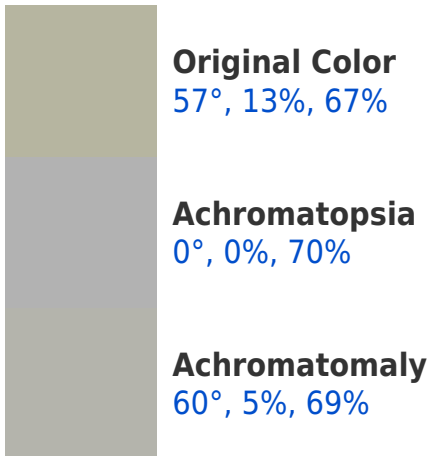 Original Color
57°, 13%, 67%
Achromatopsia
0°, 0%, 70%
Achromatomaly
60°, 5%, 69%